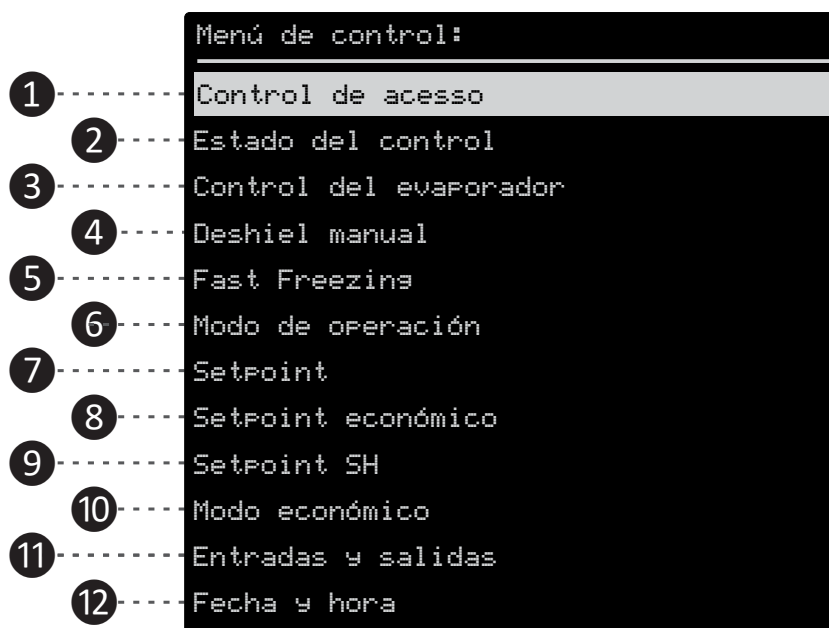 Menú de control:
1 Control de acesso
2 Estado del control
3 Control del evaporador
4 Deshiel manual
5 Fast Freezing
6 Modo de operación
7 Setpoint
8 Setpoint económico
9 Setpoint SH
10 Modo económico
11 Entradas y salidas
12 Fecha y hora